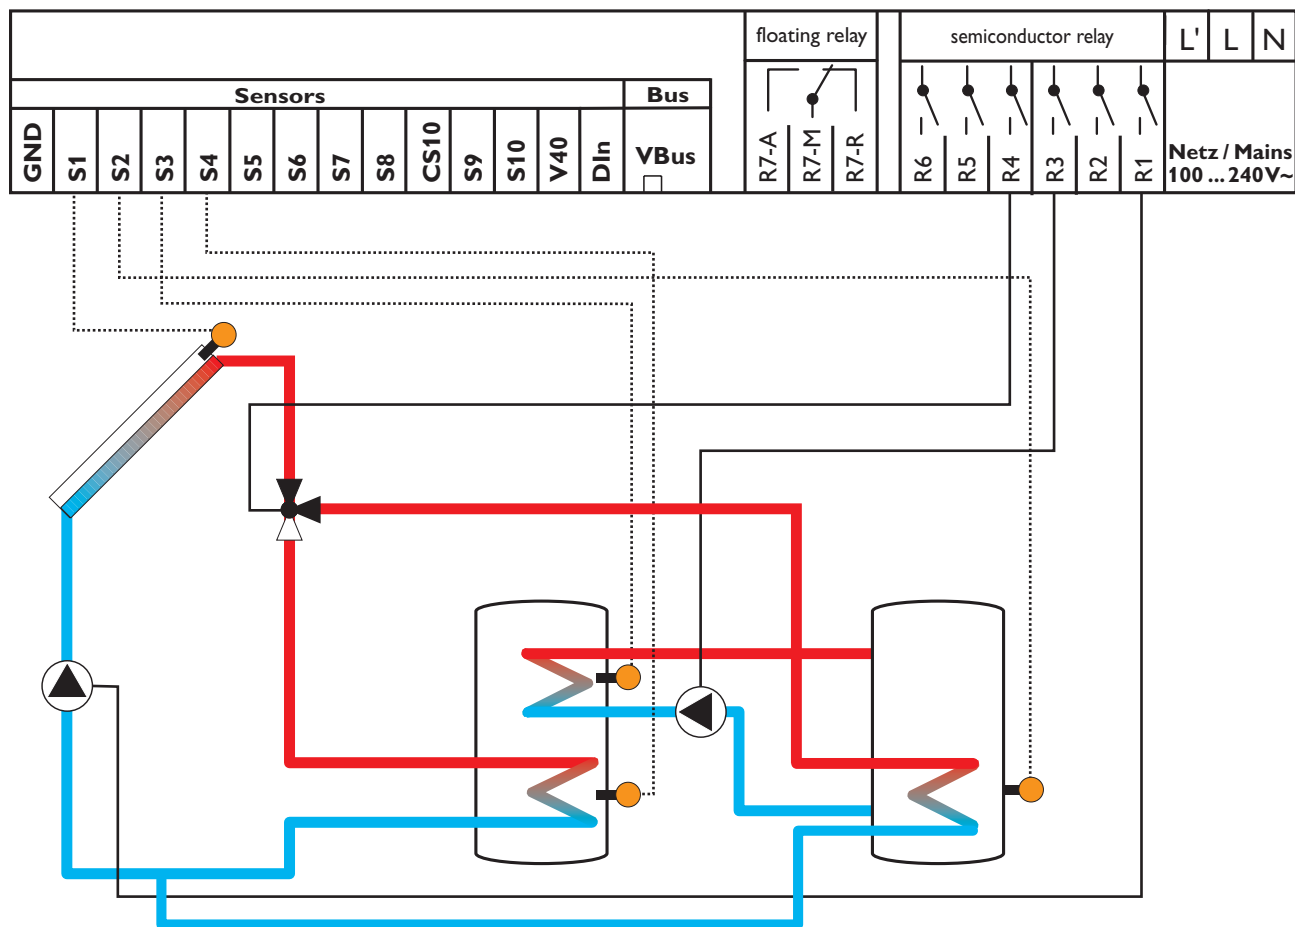 floating relay
semiconductor relay
L'
L
N
Sensors
Bus
GND
S1
S2
S3
S4
S5
S6
S7
S8
CS10
S9
S10
V40
DIn
VBus
R7-A
R7-M
R7-R
R6
R5
R4
R3
R2
R1
Netz / Mains
100 ... 240V~